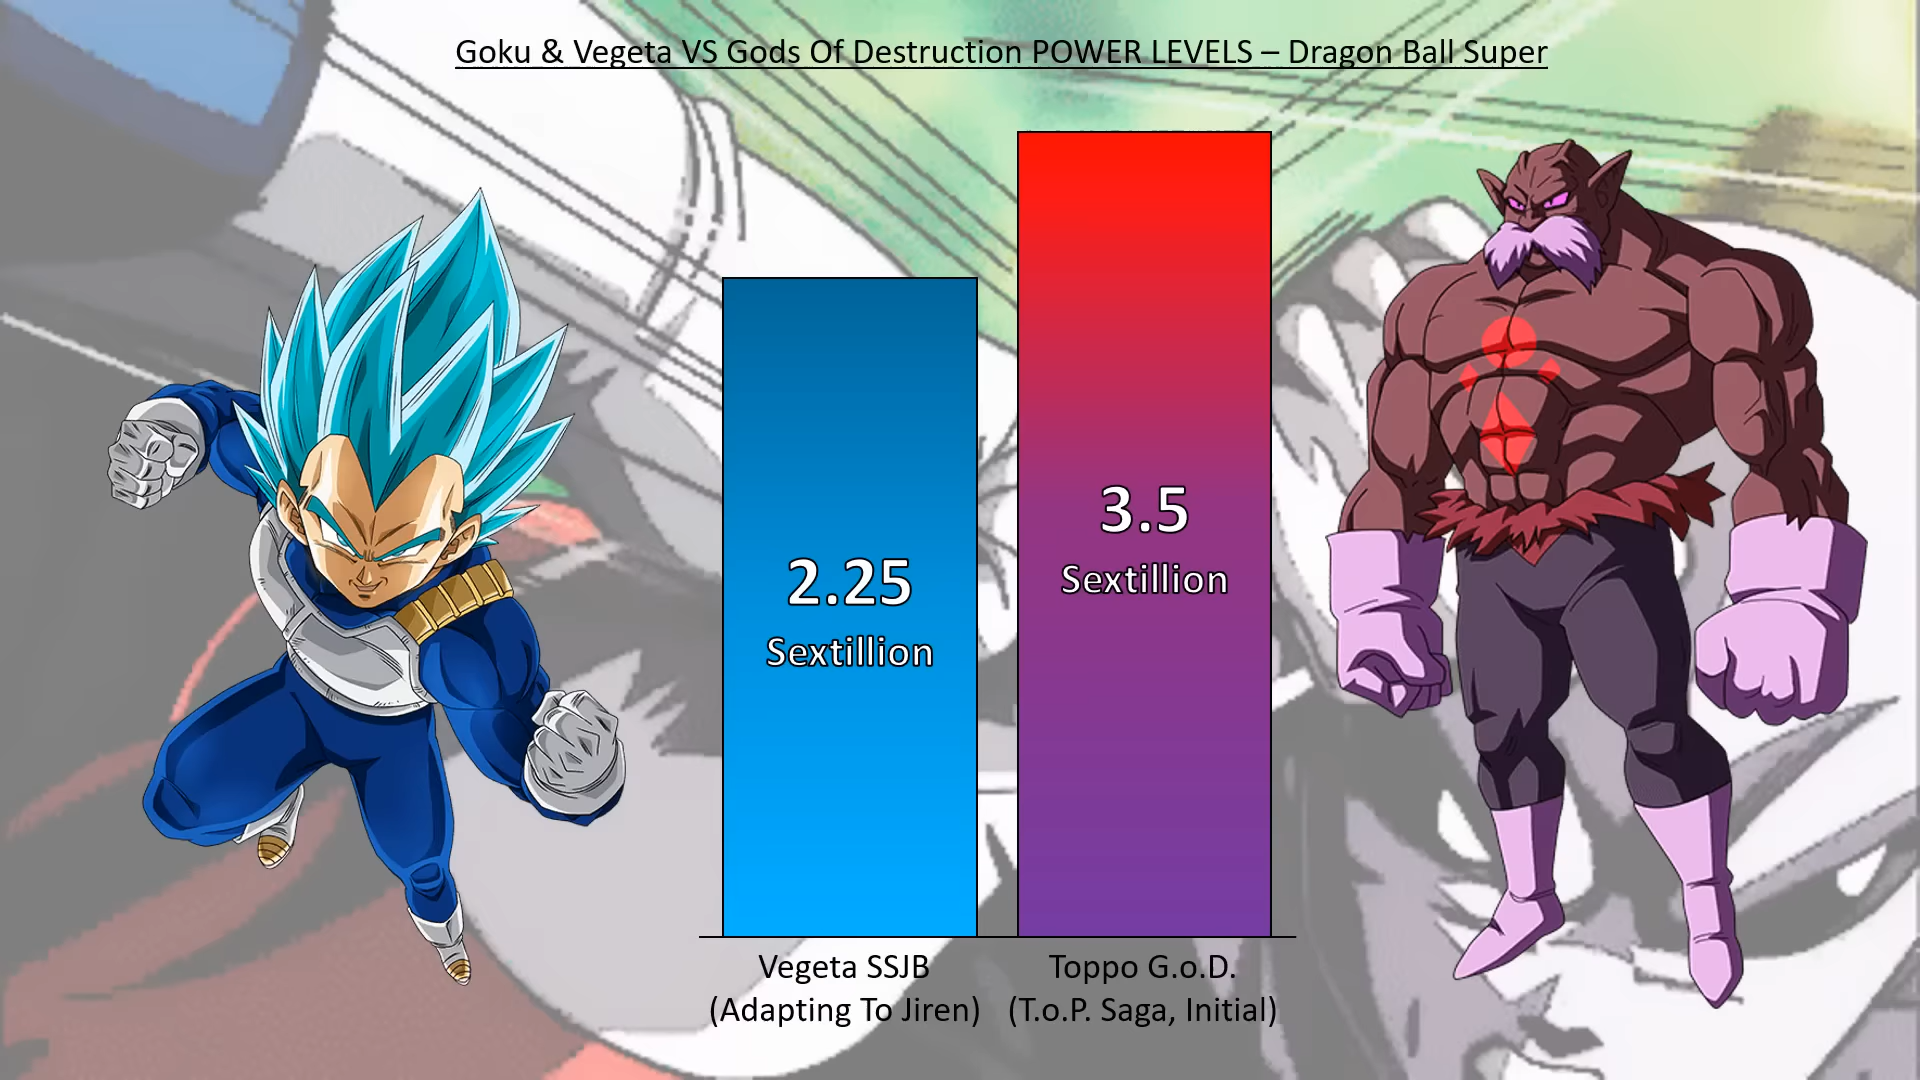 Goku & Vegeta VS Gods Of Destruction POWER LEVELS – Dragon Ball Super
3.5
Sextillion
2.25
Sextillion
Vegeta SSJB
(Adapting To Jiren)
Toppo G.o.D.
(T.o.P. Saga, Initial)